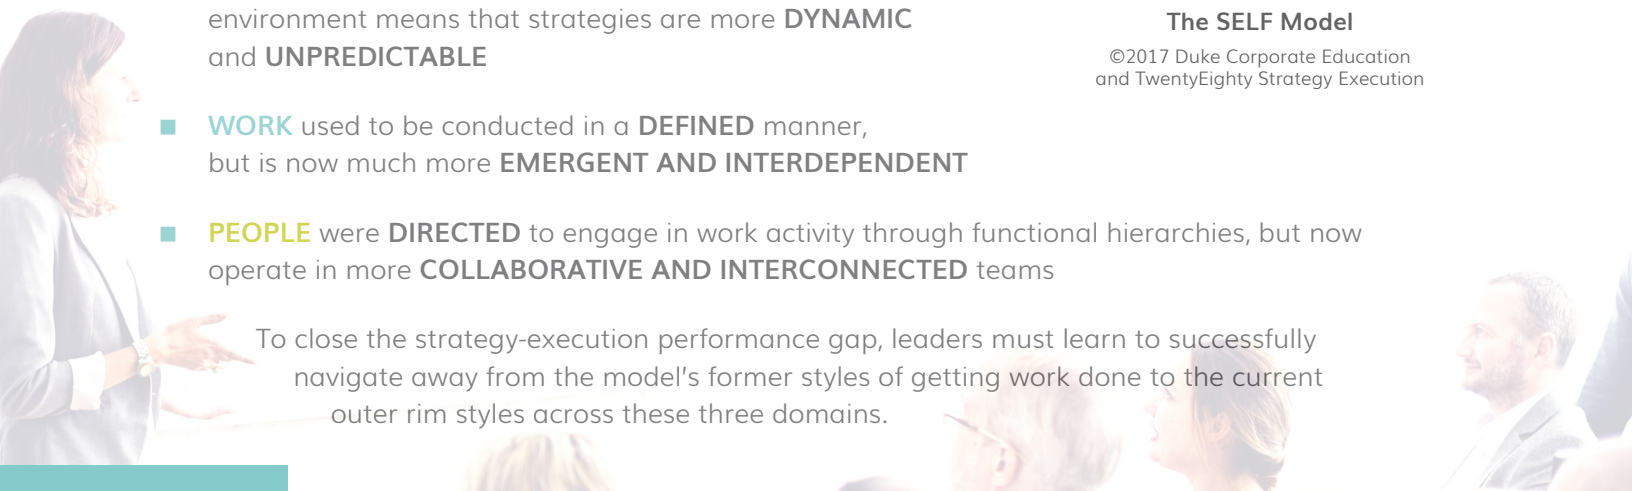 environment means that strategies are more DYNAMIC
and UNPREDICTABLE
The SELF Model
©2017 Duke Corporate Education
and TwentyEighty Strategy Execution
WORK used to be conducted in a DEFINED manner,
but is now much more EMERGENT AND INTERDEPENDENT
PEOPLE were DIRECTED to engage in work activity through functional hierarchies, but now
operate in more COLLABORATIVE AND INTERCONNECTED teams
To close the strategy-execution performance gap, leaders must learn to successfully
navigate away from the model's former styles of getting work done to the current
outer rim styles across these three domains.